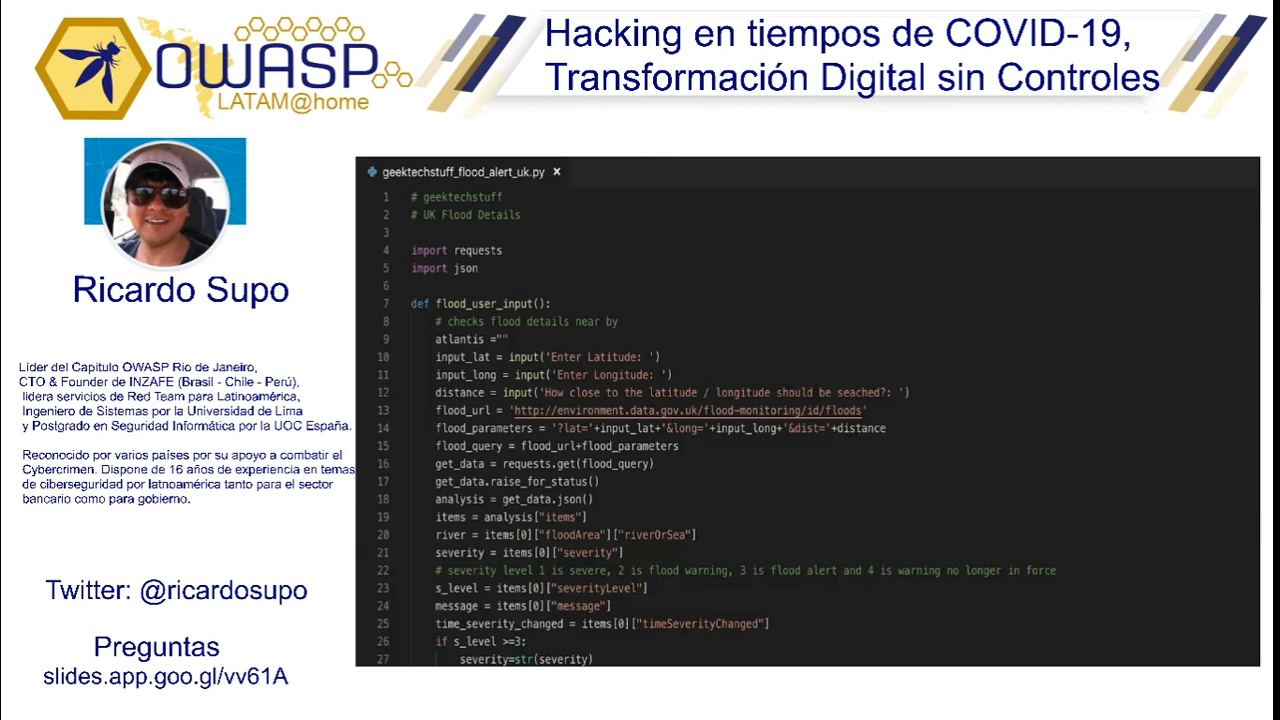 OWASP
LATAM@home
Hacking en tiempos de COVID-19,
Transformación Digital sin Controles
Ricardo Supo
Líder del Capitulo OWASP Rio de Janeiro,
CTO & Founder de INZAFE (Brasil - Chile - Perú),
lidera servicios de Red Team para Latinoamérica,
Ingeniero de Sistemas por la Universidad de Lima
y Postgrado en Seguridad Informática por la UOC España.
Reconocido por varios países por su apoyo a combatir el
Cybercrimen. Dispone de 16 años de experiencia en temas
de ciberseguridad por latnoamérica tanto para el sector
bancario como para gobierno.
Twitter: @ricardosupo
Preguntas
slides.app.goo.gl/vv61A
geektechstuff_flood_alert_uk.py ×
1 # geektechstuff
2 # UK Flood Details
3
4 import requests
5 import json
6
7 def flood_user_input():
8 # checks flood details near by
9 atlantis =""
10 input_lat = input('Enter Latitude: ')
11 input_long = input('Enter Longitude: ')
12 distance = input('How close to the latitude / longitude should be seached?: ')
13 flood_url = 'http://environment.data.gov.uk/flood-monitoring/id/floods'
14 flood_parameters = '?lat='+input_lat+'&long='+input_long+'&dist='+distance
15 flood_query = flood_url+flood_parameters
16 get_data = requests.get(flood_query)
17 get_data.raise_for_status()
18 analysis = get_data.json()
19 items = analysis["items"]
20 river = items[0]["floodArea"]["riverOrSea"]
21 severity = items[0]["severity"]
22 # severity level 1 is severe, 2 is flood warning, 3 is flood alert and 4 is warning no longer in force
23 s_level = items[0]["severityLevel"]
24 message = items[0]["message"]
25 time_severity_changed = items[0]["timeSeverityChanged"]
26 if s_level >=3:
27 severity=str(severity)